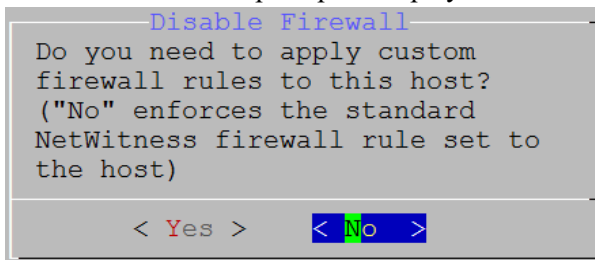 Disable Firewall
Do you need to apply custom
firewall rules to this host?
("No" enforces the standard
NetWitness firewall rule set to
the host)
< Yes > < No >